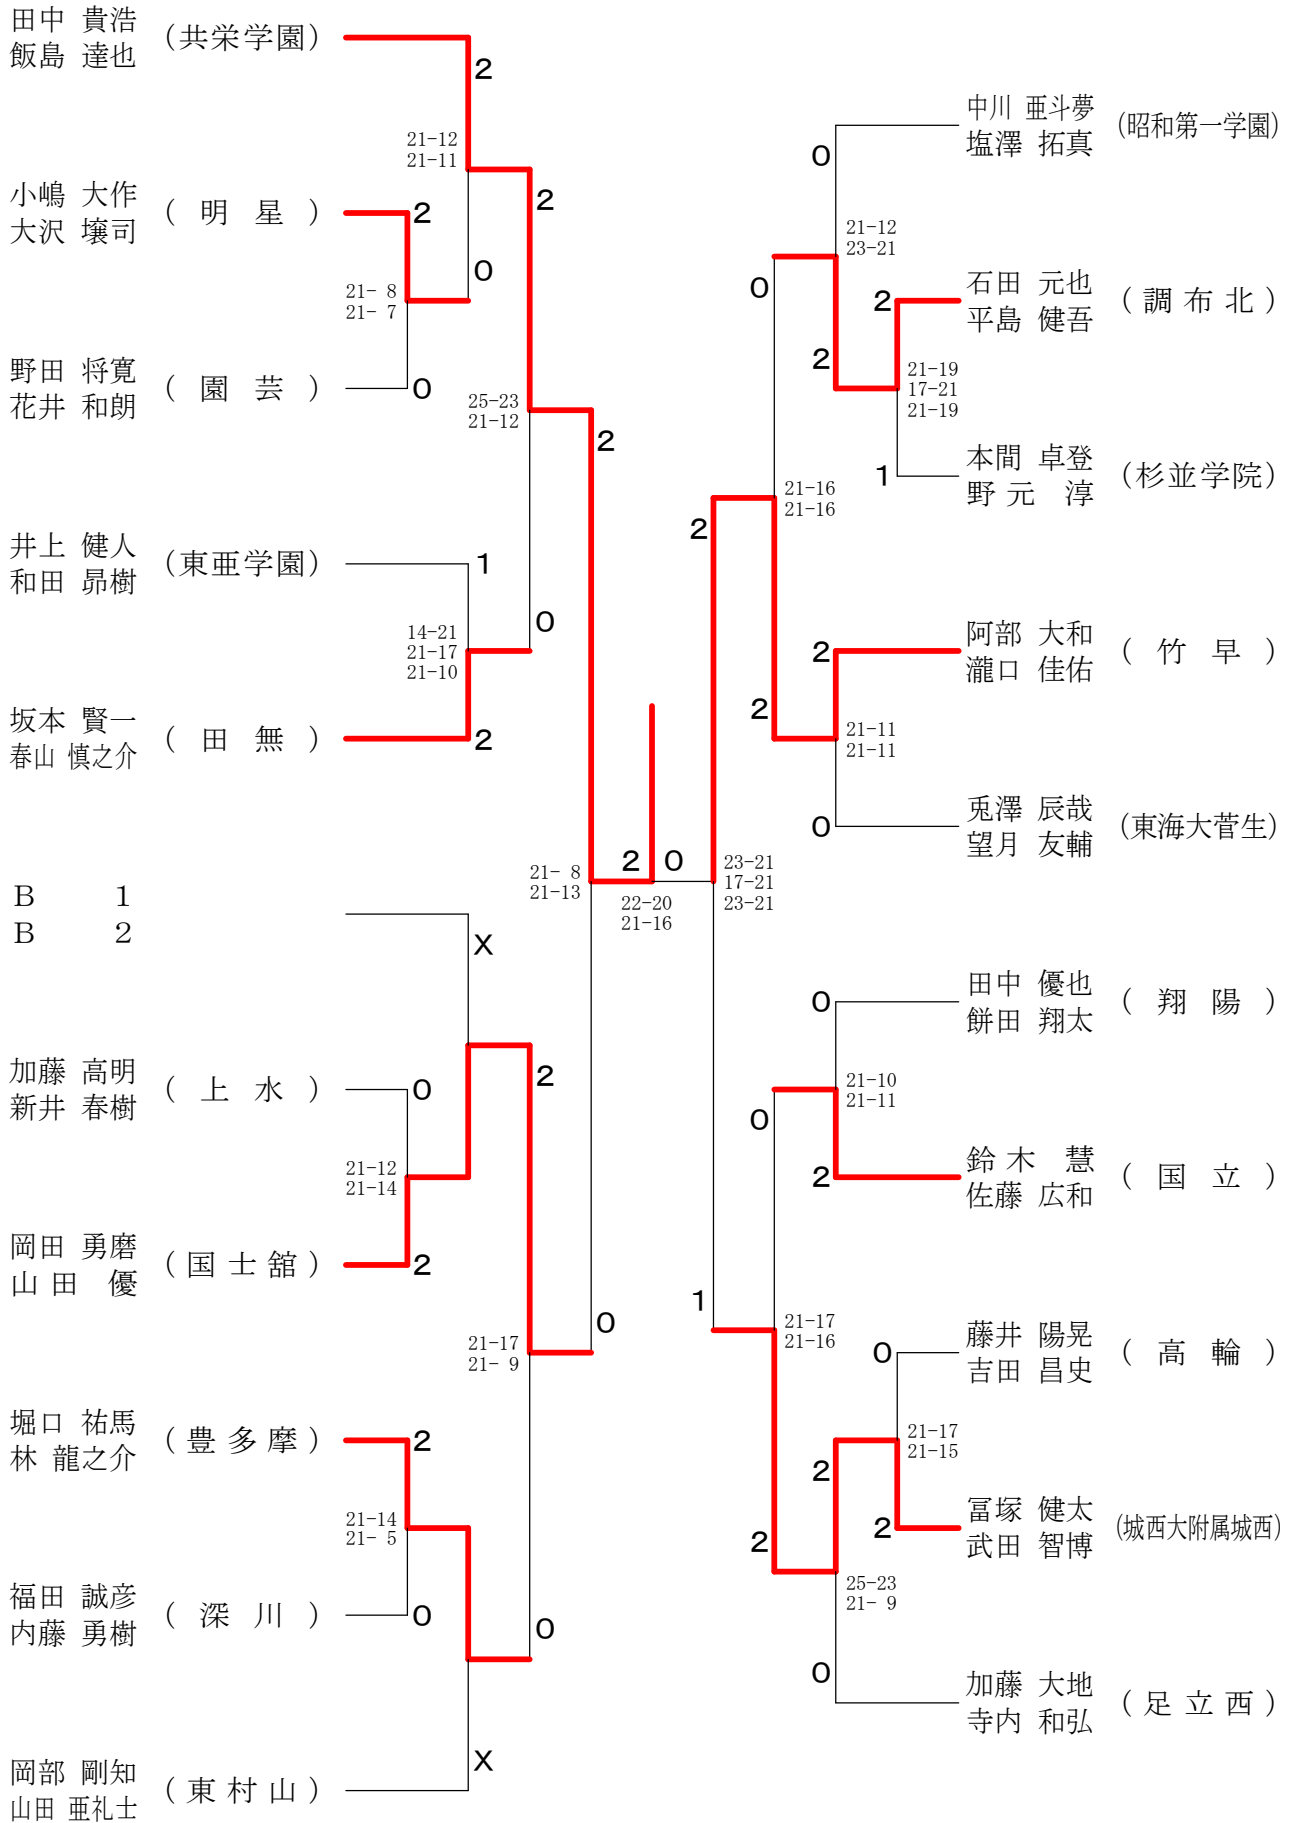 田中 貴浩
飯島 達也
(共栄学園)
2
21-12
21-11
小嶋 大作
大沢 壌司
(明星)
2
2
0
21- 8
21- 7
野田 将寛
花井 和朗
(園芸)
0
25-23
21-12
2
井上 健人
和田 昴樹
(東亜学園)
1
14-21
21-17
21-10
0
坂本 賢一
春山 慎之介
(田無)
2
21- 8
21-13
B 1
B 2
X
加藤 高明
新井 春樹
(上水)
0
2
21-12
21-14
岡田 勇磨
山田 優
(国士舘)
2
21-17
21- 9
0
堀口 祐馬
林 龍之介
(豊多摩)
2
21-14
21- 5
福田 誠彦
内藤 勇樹
(深川)
0
0
岡部 剛知
山田 亜礼士
(東村山)
X
2
0
22-20
21-16
中川 亜斗夢
塩澤 拓真
(昭和第一学園)
0
21-12
23-21
0
石田 元也
平島 健吾
(調布北)
2
2
21-19
17-21
21-19
本間 卓登
野元 淳
(杉並学院)
1
21-16
21-16
2
阿部 大和
瀧口 佳佑
(竹早)
2
2
21-11
21-11
兎澤 辰哉
望月 友輔
(東海大菅生)
0
23-21
17-21
23-21
田中 優也
餅田 翔太
(翔陽)
0
21-10
21-11
0
鈴木 慧
佐藤 広和
(国立)
2
1
21-17
21-16
藤井 陽晃
吉田 昌史
(高輪)
0
21-17
21-15
2
冨塚 健太
武田 智博
(城西大附属城西)
2
2
25-23
21- 9
加藤 大地
寺内 和弘
(足立西)
0